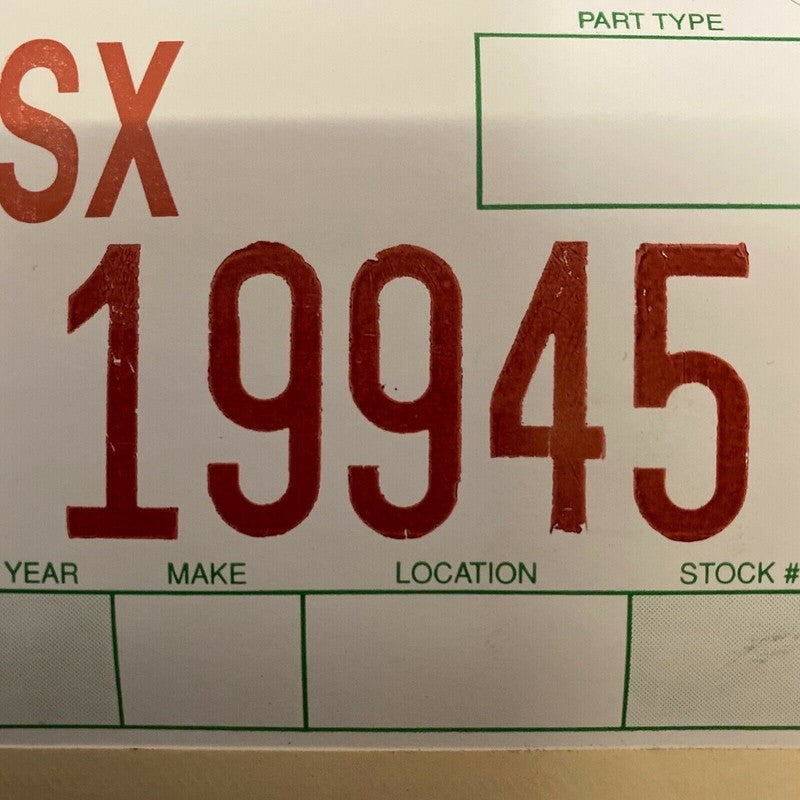 PART TYPE
SX
19945
YEAR MAKE LOCATION STOCK #